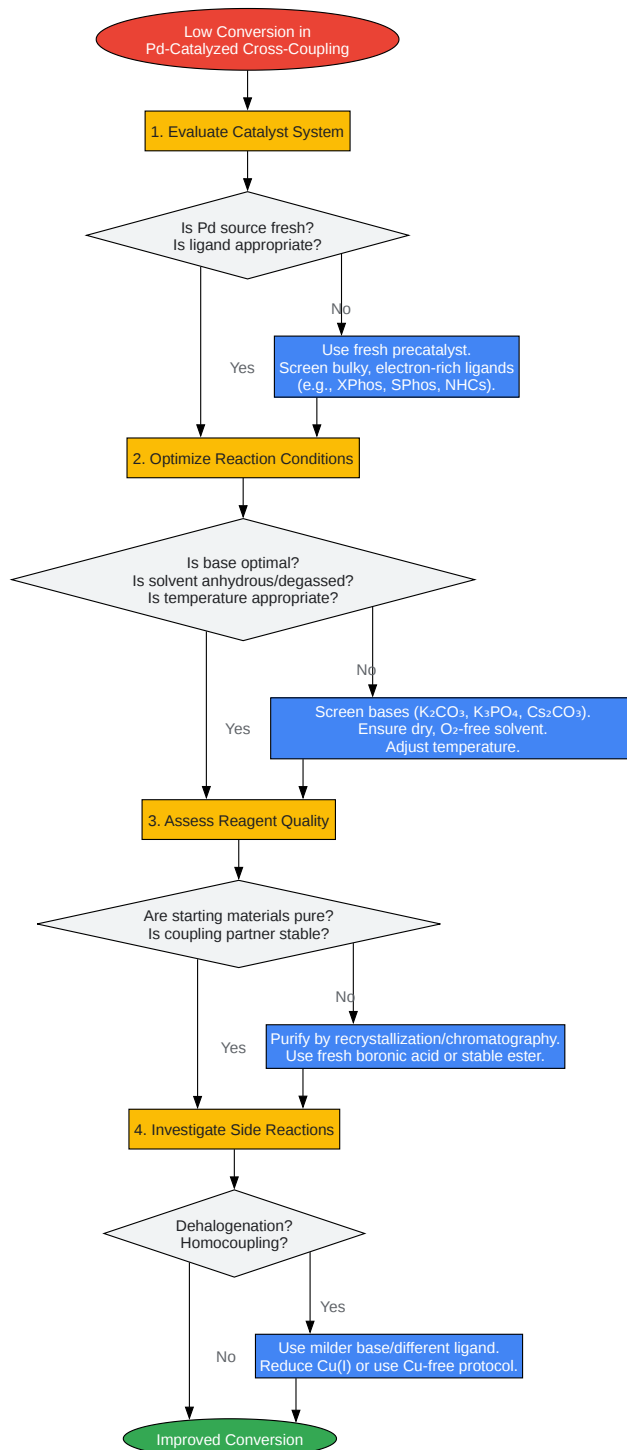 Low Conversion in
Pd-Catalyzed Cross-Coupling
1. Evaluate Catalyst System
Is Pd source fresh?
Is ligand appropriate?
No
Yes
Use fresh precatalyst.
Screen bulky, electron-rich ligands
(e.g., XPhos, SPhos, NHCs).
2. Optimize Reaction Conditions
Is base optimal?
Is solvent anhydrous/degassed?
Is temperature appropriate?
No
Yes
Screen bases (K₂CO₃, K₃PO₄, Cs₂CO₃).
Ensure dry, O₂-free solvent.
Adjust temperature.
3. Assess Reagent Quality
Are starting materials pure?
Is coupling partner stable?
No
Yes
Purify by recrystallization/chromatography.
Use fresh boronic acid or stable ester.
4. Investigate Side Reactions
Dehalogenation?
Homocoupling?
Yes
No
Use milder base/different ligand.
Reduce Cu(I) or use Cu-free protocol.
Improved Conversion